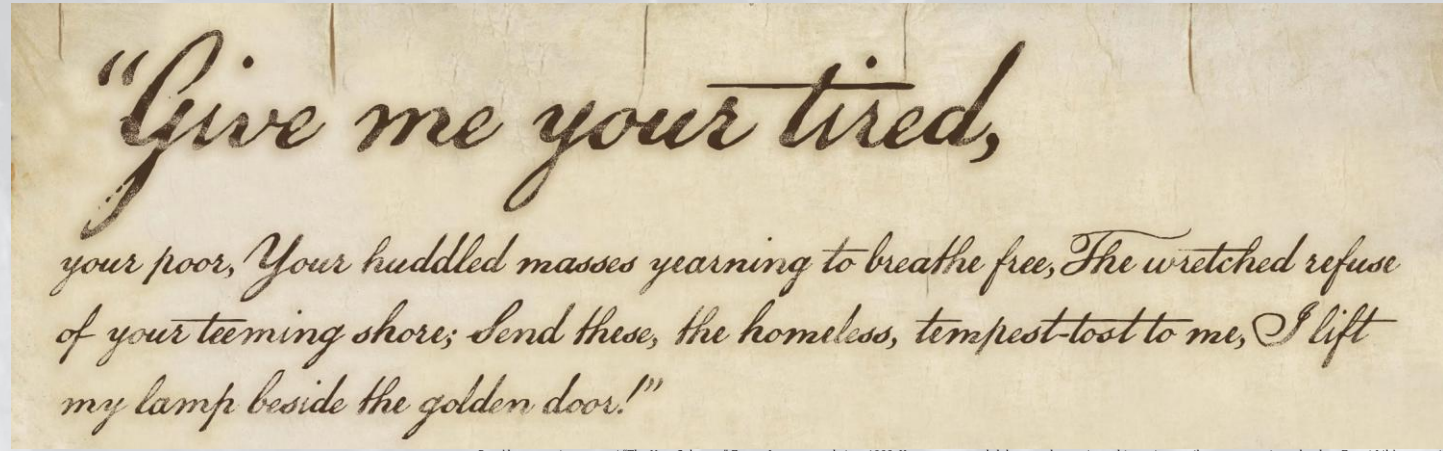 “Give me your tired,
your poor, Your huddled masses yearning to breathe free, The wretched refuse
of your teeming shore; Send these, the homeless, tempest-tost to me, I lift
my lamp beside the golden door!”